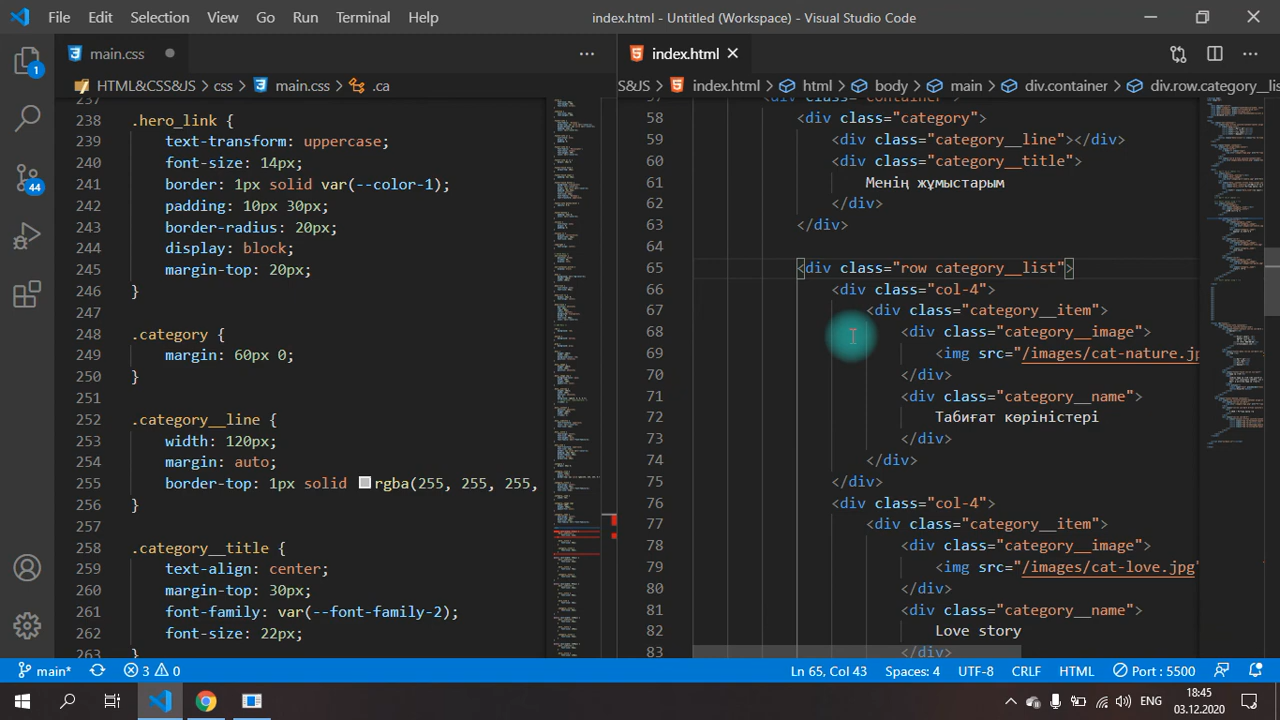 File Edit Selection View Go Run Terminal Help
index.html - Untitled (Workspace) - Visual Studio Code
main.css
HTML&CSS&JS > css > main.css > .ca
237
238 .hero_link {
239 text-transform: uppercase;
240 font-size: 14px;
241 border: 1px solid var(--color-1);
242 padding: 10px 30px;
243 border-radius: 20px;
244 display: block;
245 margin-top: 20px;
246 }
247
248 .category {
249 margin: 60px 0;
250 }
251
252 .category__line {
253 width: 120px;
254 margin: auto;
255 border-top: 1px solid rgba(255, 255, 255,
256 }
257
258 .category__title {
259 text-align: center;
260 margin-top: 30px;
261 font-family: var(--font-family-2);
262 font-size: 22px;
263 }
index.html
S&JS > index.html > html > body > main > div.container > div.row.category__lis
57 <div class="container">
58 <div class="category">
59 <div class="category__line"></div>
60 <div class="category__title">
61 Менің жұмыстарым
62 </div>
63 </div>
64
65 <div class="row category__list">
66 <div class="col-4">
67 <div class="category__item">
68 <div class="category__image">
69 <img src="/images/cat-nature.jp
70 </div>
71 <div class="category__name">
72 Табиғат көріністері
73 </div>
74 </div>
75 </div>
76 <div class="col-4">
77 <div class="category__item">
78 <div class="category__image">
79 <img src="/images/cat-love.jpg"
80 </div>
81 <div class="category__name">
82 Love story
83 </div>
1
44
main* 3 0
Ln 65, Col 43 Spaces: 4 UTF-8 CRLF HTML Port : 5500
ENG
18:45
03.12.2020